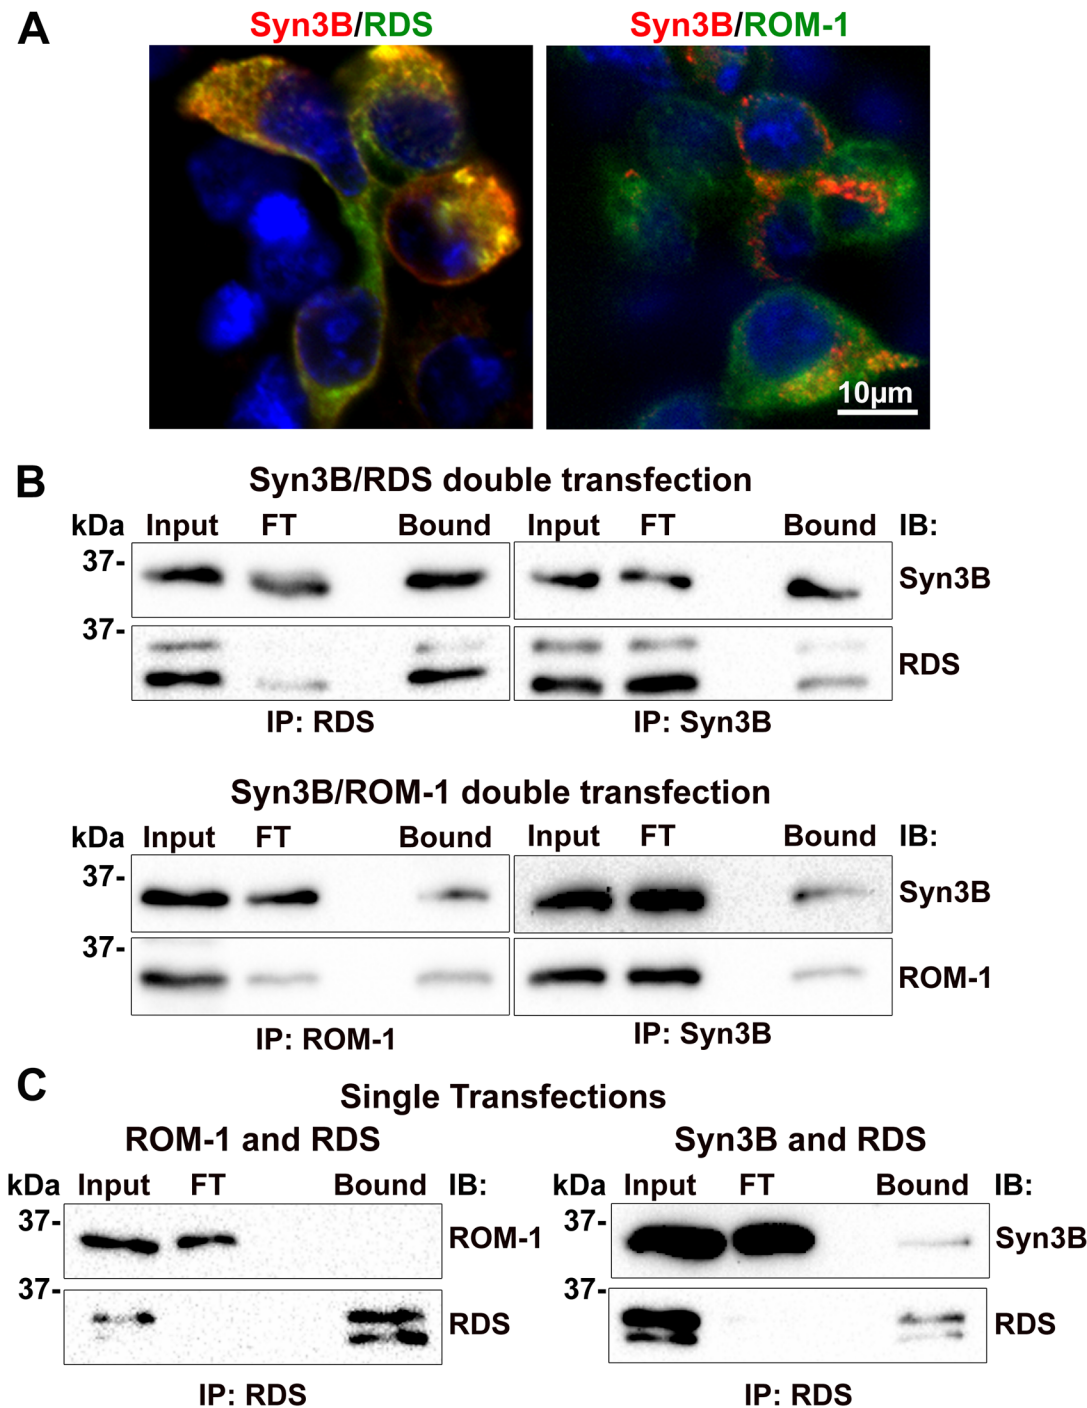 A
Syn3B/RDS Syn3B/ROM-1
10µm
B
Syn3B/RDS double transfection
kDa Input FT Bound Input FT Bound IB:
37-
Syn3B
37-
RDS
IP: RDS IP: Syn3B
Syn3B/ROM-1 double transfection
kDa Input FT Bound Input FT Bound IB:
37-
Syn3B
37-
ROM-1
IP: ROM-1 IP: Syn3B
C
Single Transfections
ROM-1 and RDS Syn3B and RDS
kDa Input FT Bound IB: kDa Input FT Bound IB:
37- 37-
ROM-1 Syn3B
37- 37-
RDS RDS
IP: RDS IP: RDS